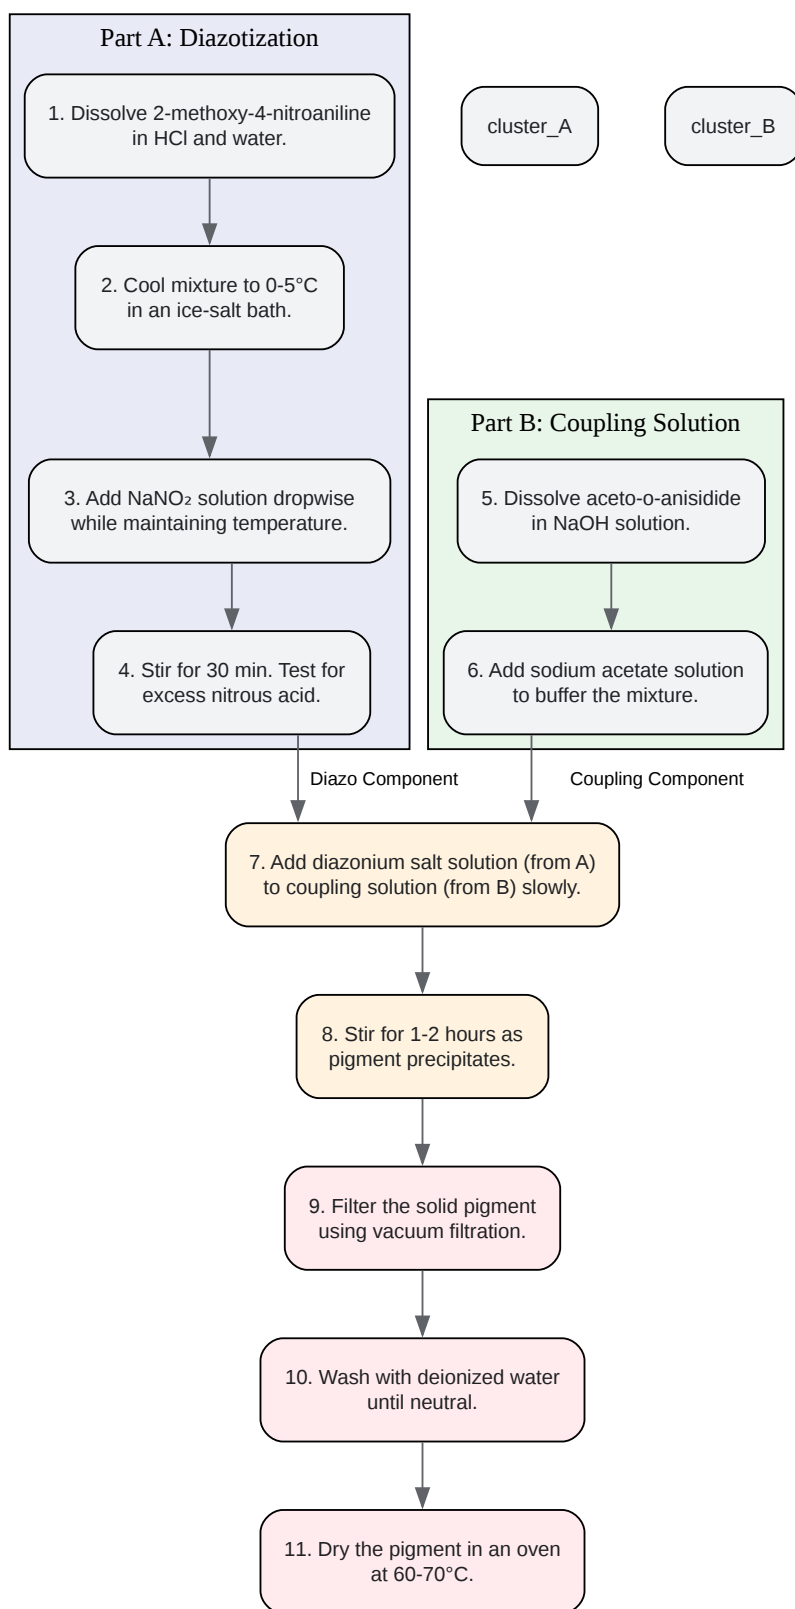 Part A: Diazotization
1. Dissolve 2-methoxy-4-nitroaniline
in HCl and water.
cluster_A
cluster_B
2. Cool mixture to 0-5°C
in an ice-salt bath.
3. Add NaNO₂ solution dropwise
while maintaining temperature.
4. Stir for 30 min. Test for
excess nitrous acid.
Part B: Coupling Solution
5. Dissolve aceto-o-anisidide
in NaOH solution.
6. Add sodium acetate solution
to buffer the mixture.
Diazo Component
Coupling Component
7. Add diazonium salt solution (from A)
to coupling solution (from B) slowly.
8. Stir for 1-2 hours as
pigment precipitates.
9. Filter the solid pigment
using vacuum filtration.
10. Wash with deionized water
until neutral.
11. Dry the pigment in an oven
at 60-70°C.